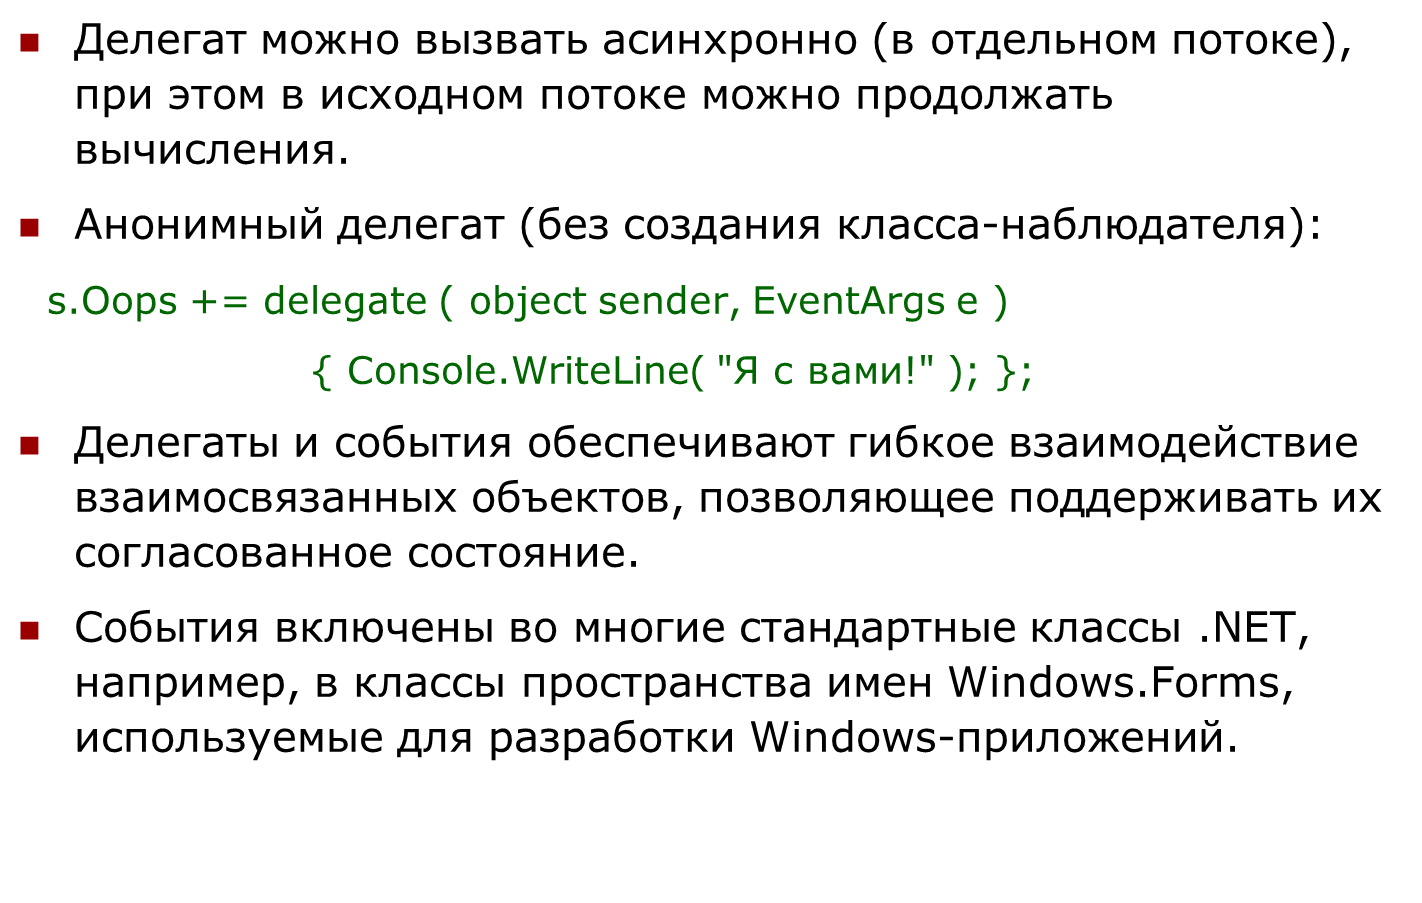 Делегат можно вызвать асинхронно (в отдельном потоке),
при этом в исходном потоке можно продолжать
вычисления.
Анонимный делегат (без создания класса-наблюдателя):
s.Oops += delegate ( object sender, EventArgs e )
{ Console.WriteLine( "Я с вами!" ); };
Делегаты и события обеспечивают гибкое взаимодействие
взаимосвязанных объектов, позволяющее поддерживать их
согласованное состояние.
События включены во многие стандартные классы .NET,
например, в классы пространства имен Windows.Forms,
используемые для разработки Windows-приложений.